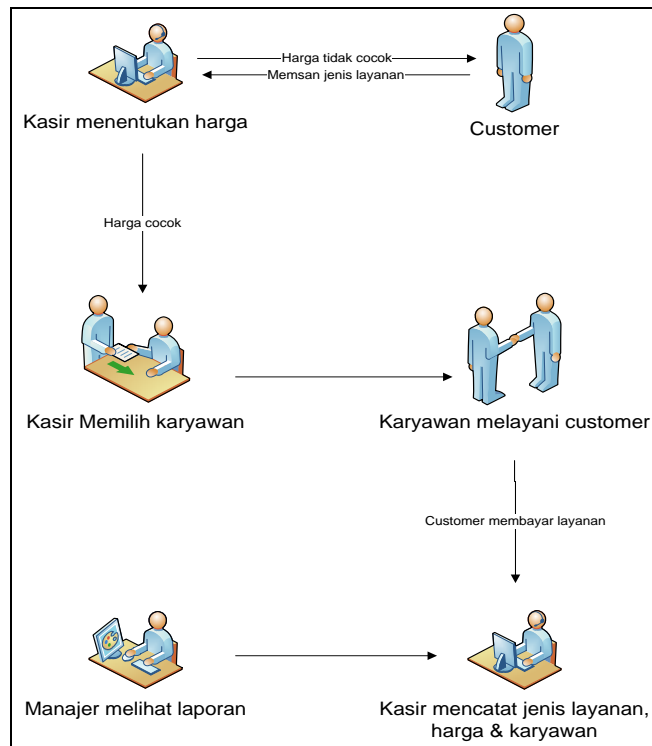 Harga tidak cocok
Memsan jenis layanan
Kasir menentukan harga
Customer
Harga cocok
Kasir Memilih karyawan
Karyawan melayani customer
Customer membayar layanan
Manajer melihat laporan
Kasir mencatat jenis layanan,
harga & karyawan